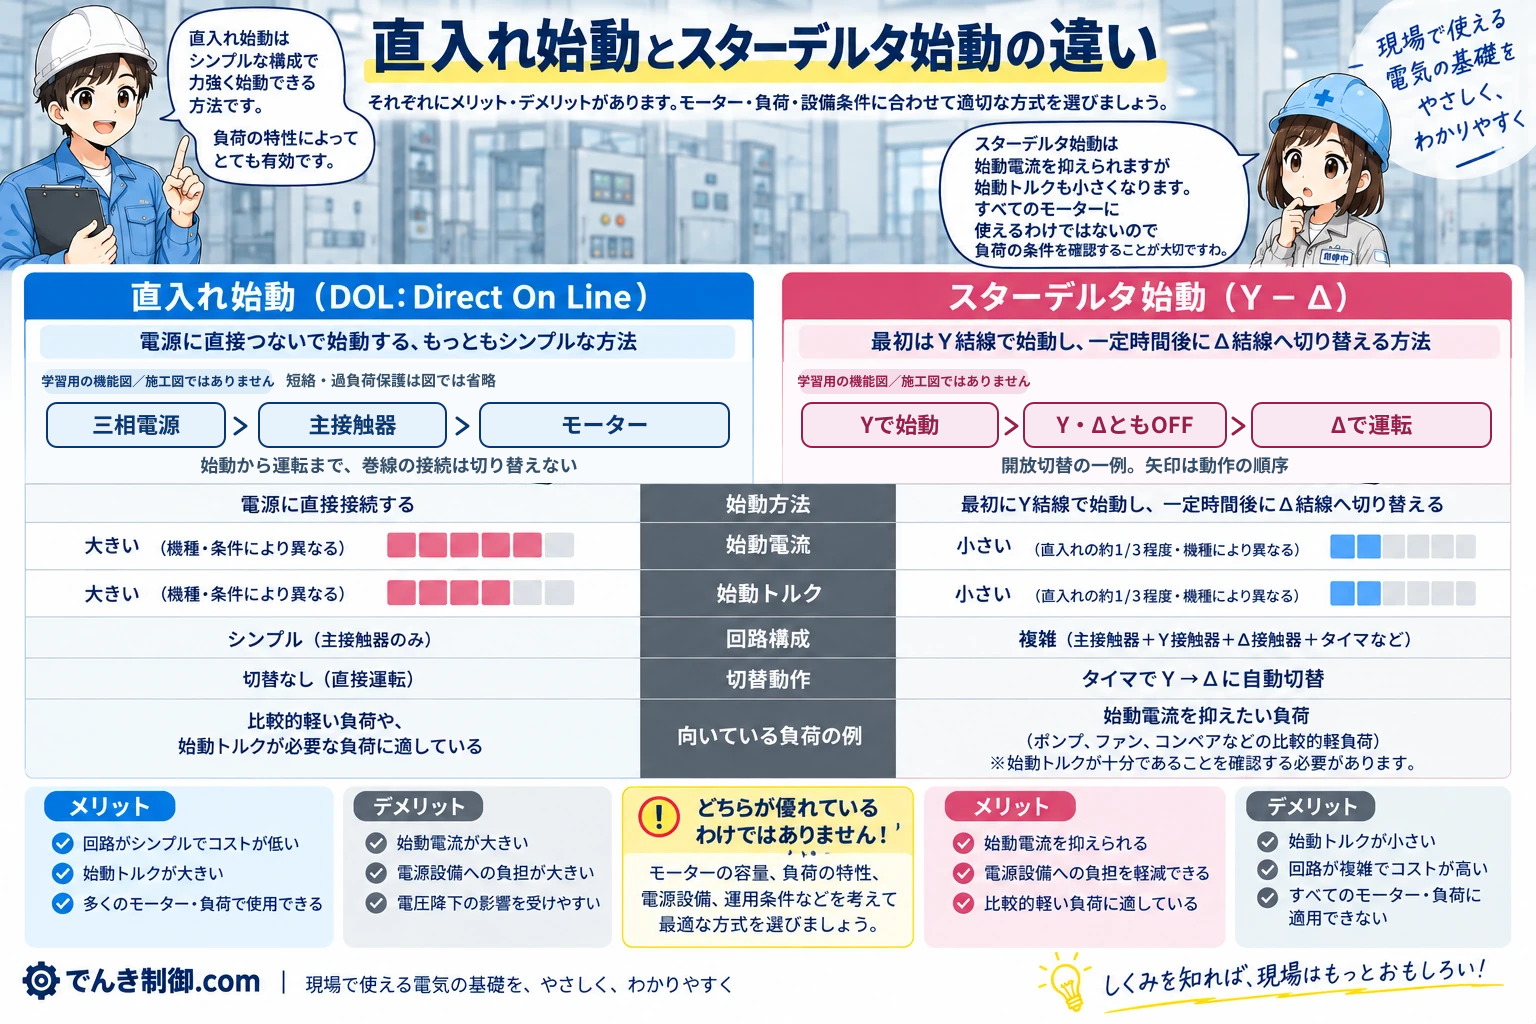 直入れ始動とスターデルタ始動の違い
それぞれにメリット・デメリットがあります。モーター・負荷・設備条件に合わせて適切な方式を選びましょう。
直入れ始動は
シンプルな構成で
力強く始動できる
方法です。
負荷の特性によって
とても有効です。
現場で使える
電気の基礎を
やさしく、
わかりやすく
スターデルタ始動は
始動電流を抑えられますが
始動トルクも小さくなります。
すべてのモーターに
使えるわけではないので
負荷の条件を確認することが大切ですわ。
直入れ始動（DOL：Direct On Line）
電源に直接つないで始動する、もっともシンプルな方法
学習用の機能図／施工図ではありません 短絡・過負荷保護は図では省略
三相電源 > 主接触器 > モーター
始動から運転まで、巻線の接続は切り替えない
スターデルタ始動（Y − Δ）
最初はY結線で始動し、一定時間後にΔ結線へ切り替える方法
学習用の機能図／施工図ではありません
Yで始動 > Y・ΔともOFF > Δで運転
開放切替の一例。矢印は動作の順序
電源に直接接続する 始動方法 最初にY結線で始動し、一定時間後にΔ結線へ切り替える
大きい（機種・条件により異なる） 始動電流 小さい（直入れの約1/3程度・機種により異なる）
大きい（機種・条件により異なる） 始動トルク 小さい（直入れの約1/3程度・機種により異なる）
シンプル（主接触器のみ） 回路構成 複雑（主接触器＋Y接触器＋Δ接触器＋タイマなど）
切替なし（直接運転） 切替動作 タイマでY→Δに自動切替
比較的軽い負荷や、
始動トルクが必要な負荷に適している
向いている負荷の例
始動電流を抑えたい負荷
（ポンプ、ファン、コンベアなどの比較的軽負荷）
※始動トルクが十分であることを確認する必要があります。
メリット
回路がシンプルでコストが低い
始動トルクが大きい
多くのモーター・負荷で使用できる
デメリット
始動電流が大きい
電源設備への負担が大きい
電圧降下の影響を受けやすい
どちらが優れている
わけではありません！
モーターの容量、負荷の特性、
電源設備、運用条件などを考えて
最適な方式を選びましょう。
メリット
始動電流を抑えられる
電源設備への負担を軽減できる
比較的軽い負荷に適している
デメリット
始動トルクが小さい
回路が複雑でコストが高い
すべてのモーター・負荷に
適用できない
でんき制御.com | 現場で使える電気の基礎を、やさしく、わかりやすく
しくみを知れば、現場はもっとおもしろい！